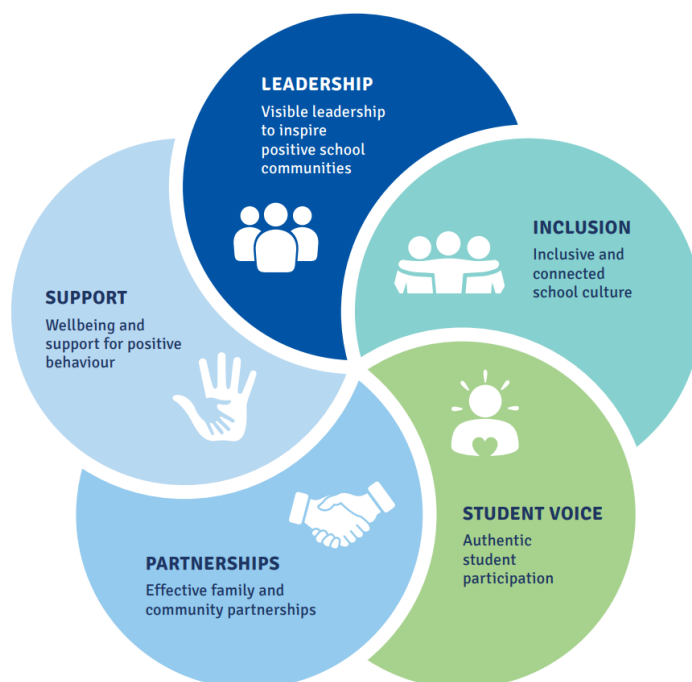 LEADERSHIP
Visible leadership
to inspire
positive school
communities
INCLUSION
Inclusive and
connected
school culture
STUDENT VOICE
Authentic
student
participation
PARTNERSHIPS
Effective family and
community partnerships
SUPPORT
Wellbeing and
support for positive
behaviour